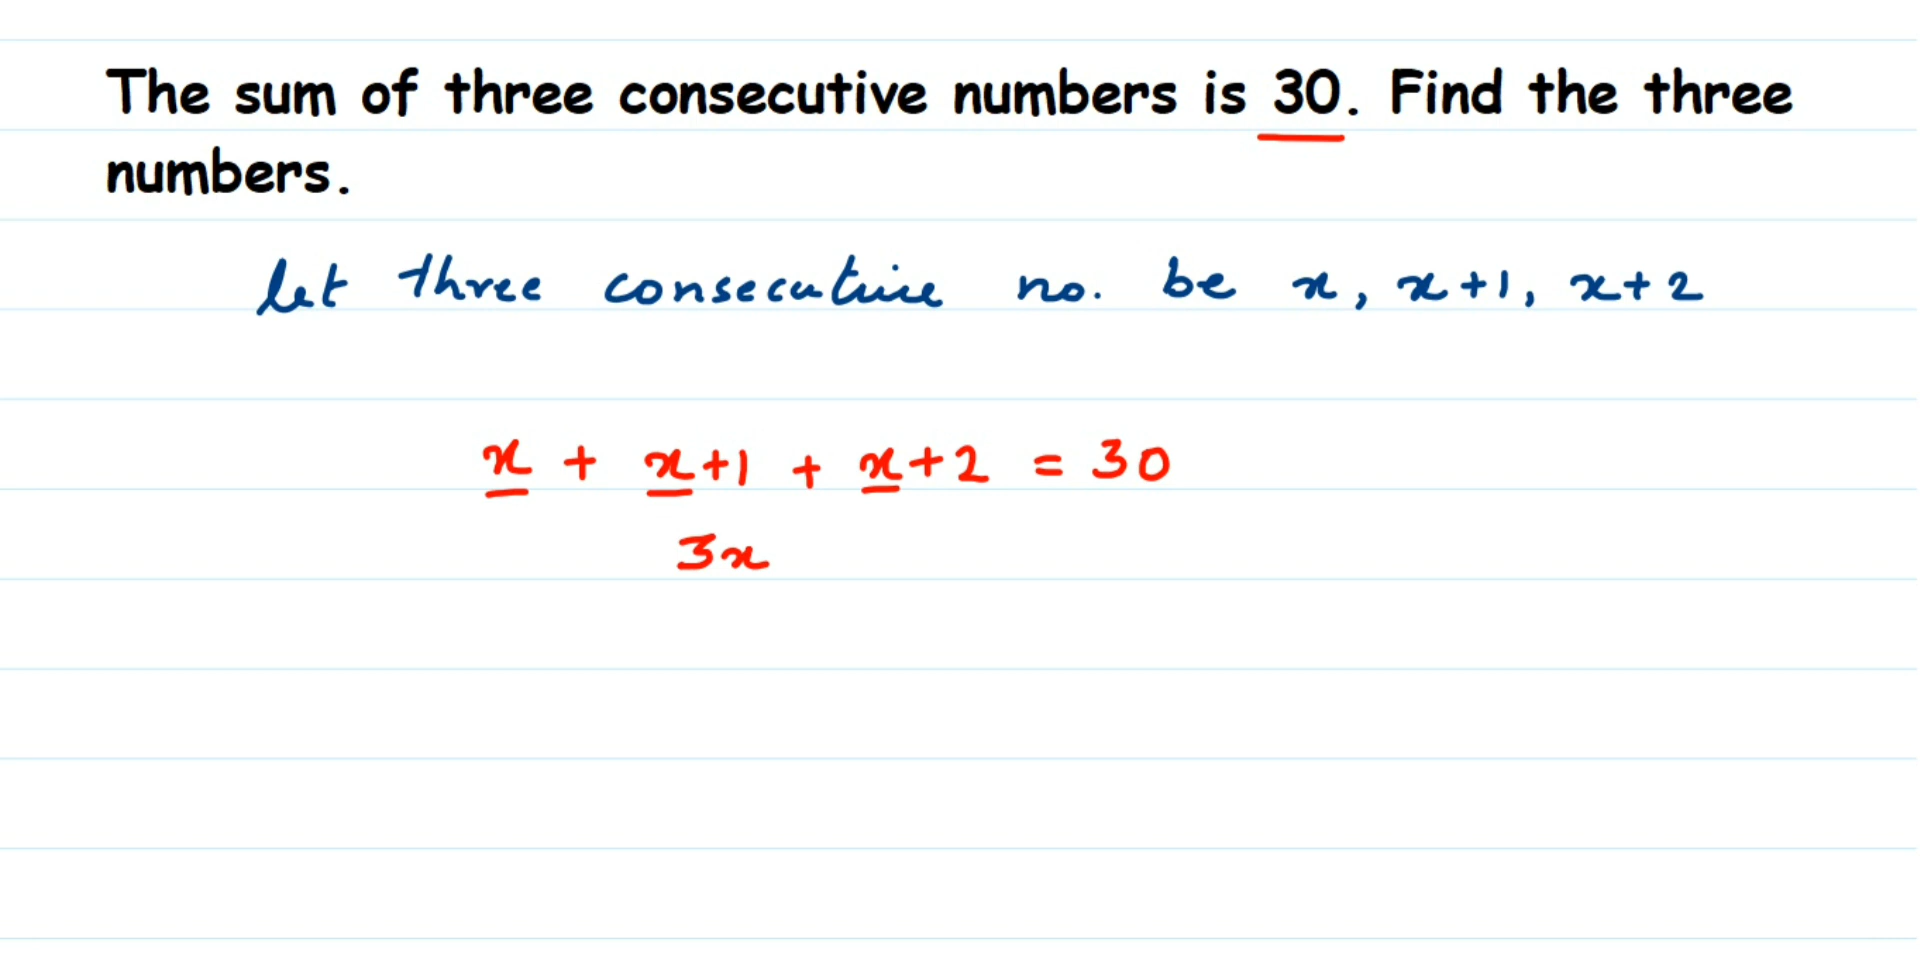 The sum of three consecutive numbers is 30. Find the three
numbers.
let three consecutive no. be x, x+1, x+2
x + x+1 + x+2 = 30
3x